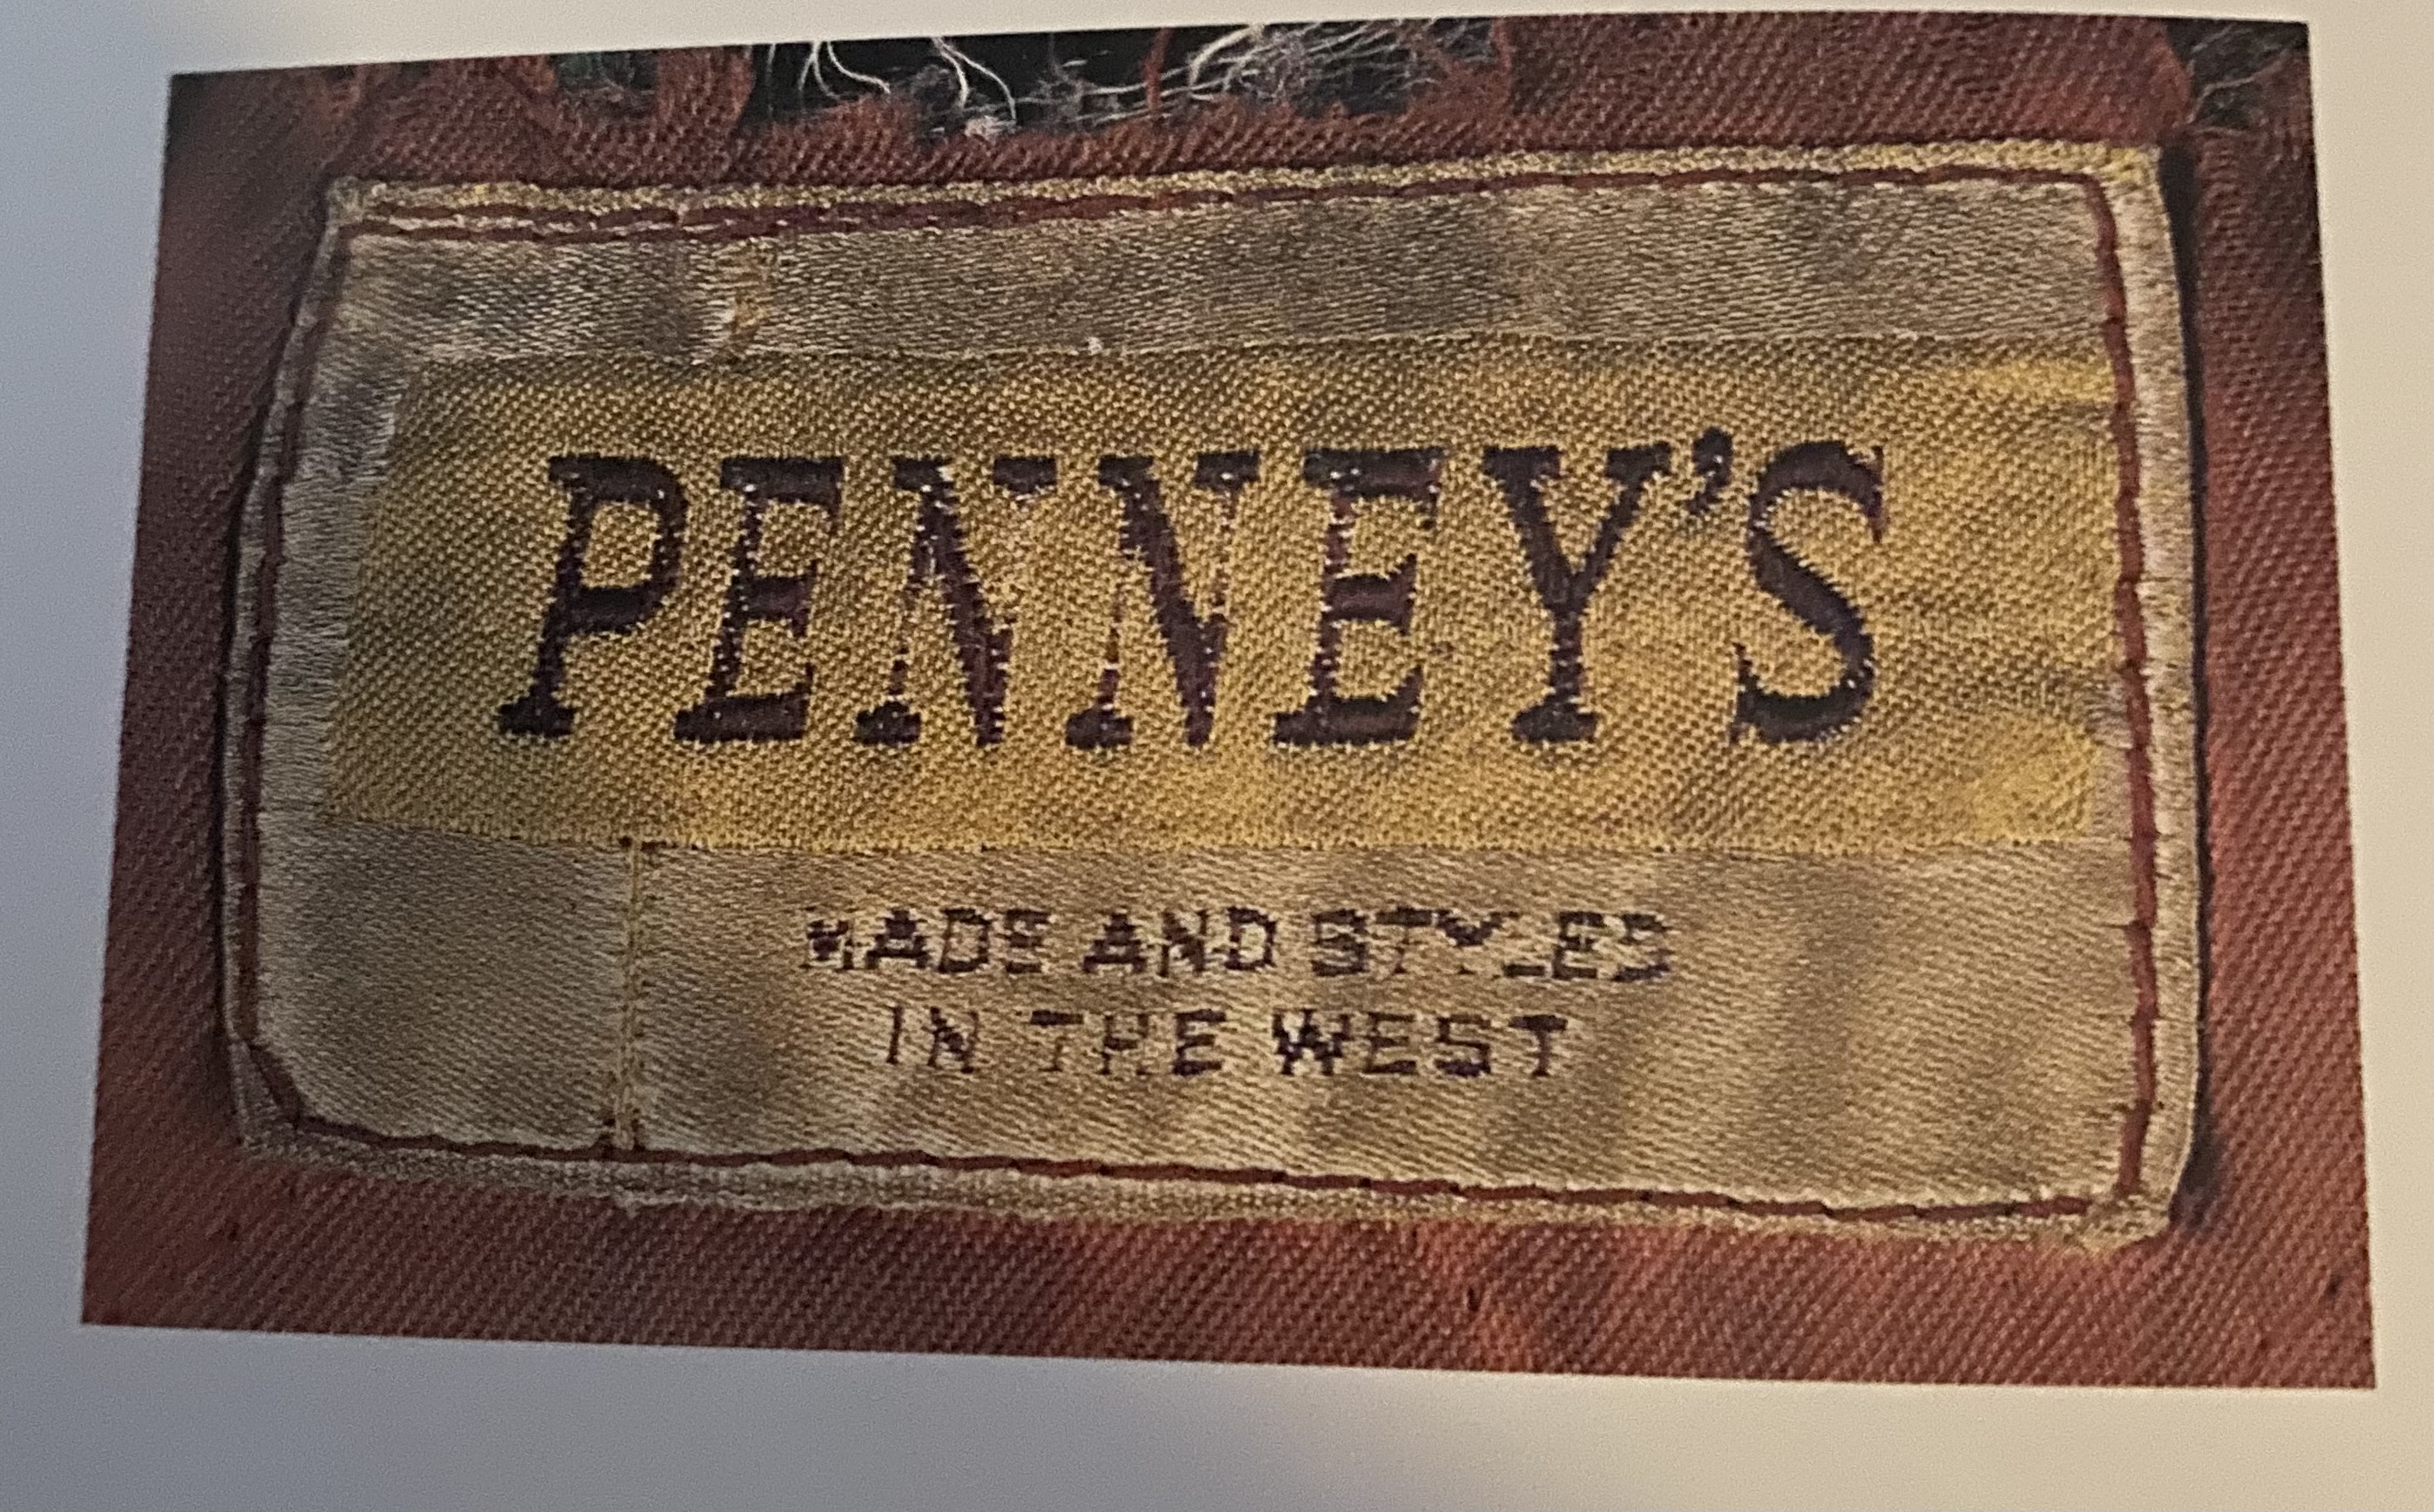 PENNEY'S
MADE AND STYLED
IN THE WEST